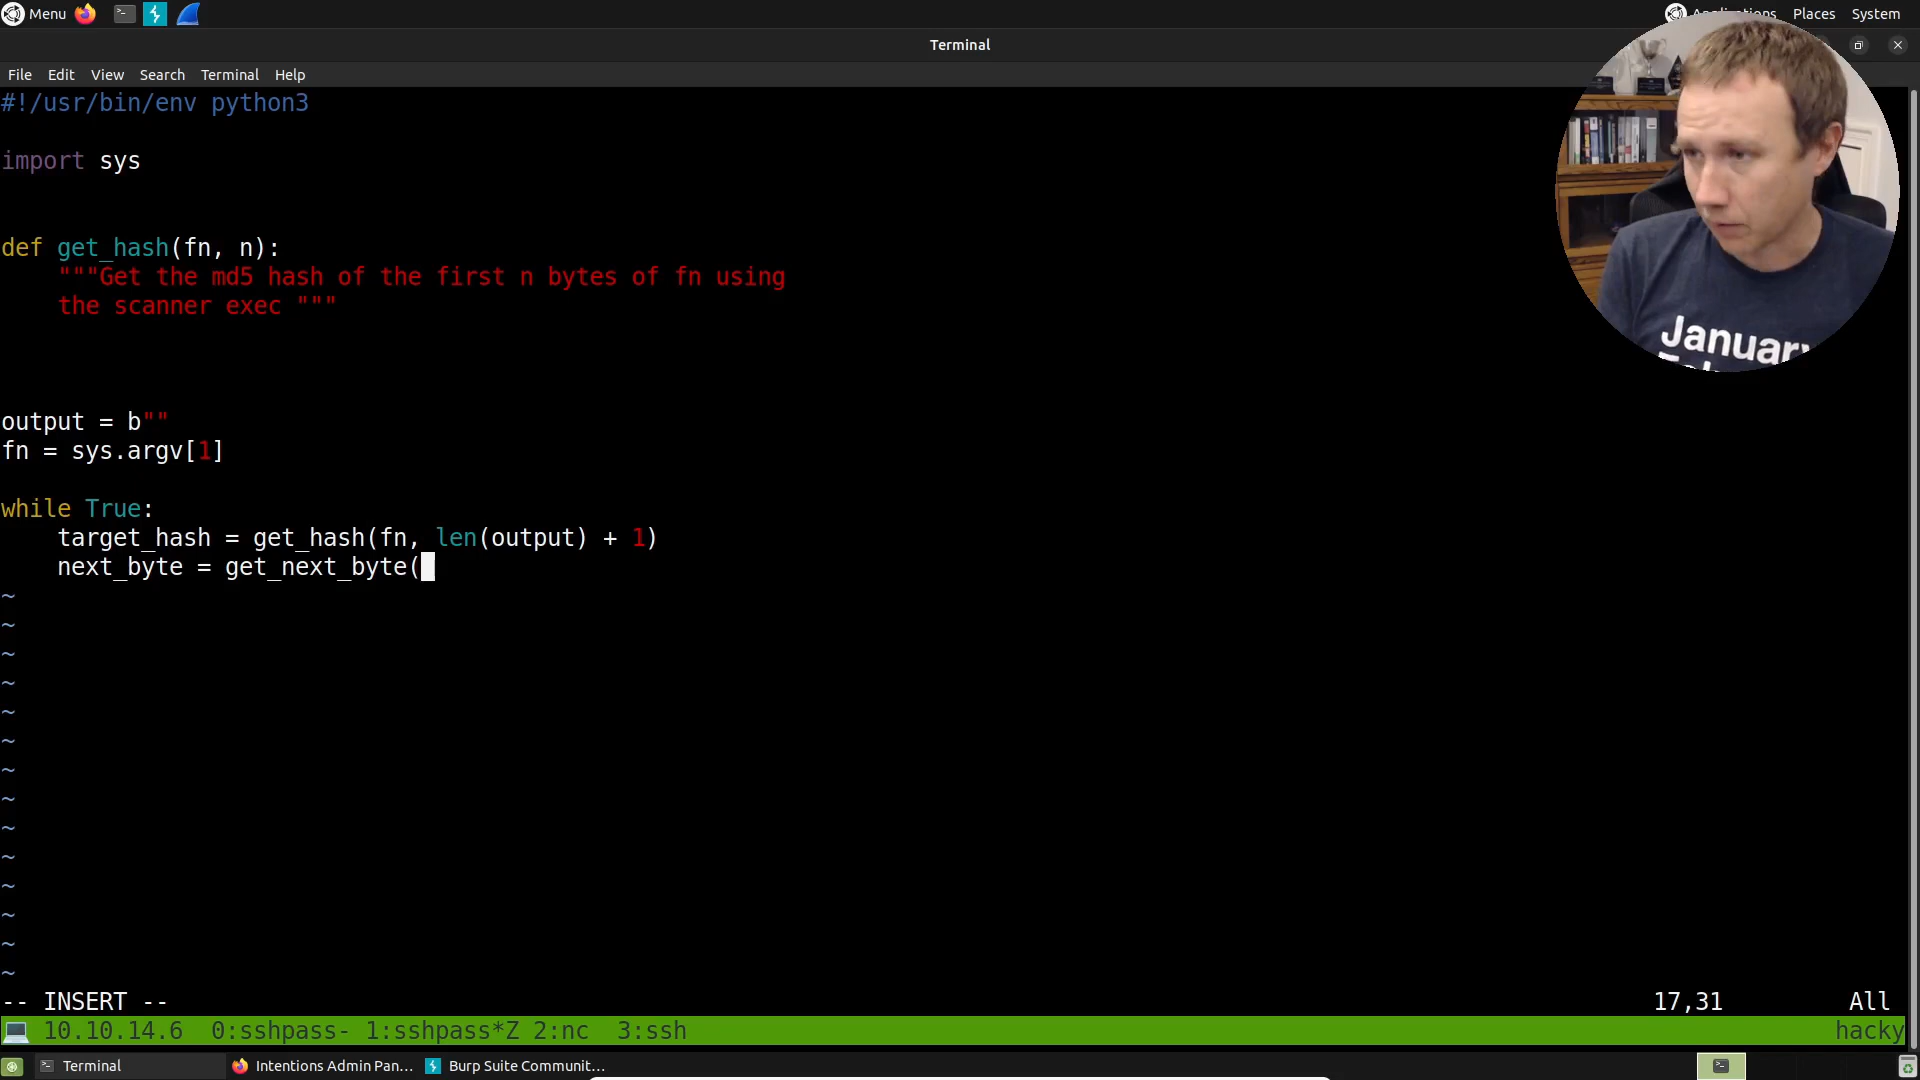 Menu
Applications Places System
Terminal
File Edit View Search Terminal Help
#!/usr/bin/env python3
import sys
def get_hash(fn, n):
    """Get the md5 hash of the first n bytes of fn using
    the scanner exec """
output = b""
fn = sys.argv[1]
while True:
    target_hash = get_hash(fn, len(output) + 1)
    next_byte = get_next_byte(
~
~
~
~
~
~
~
~
~
~
~
~
~
~
-- INSERT -- 17,31 All
10.10.14.6 0:sshpass- 1:sshpass*Z 2:nc 3:ssh hacky
Terminal Intentions Admin Pan... Burp Suite Communit...
January